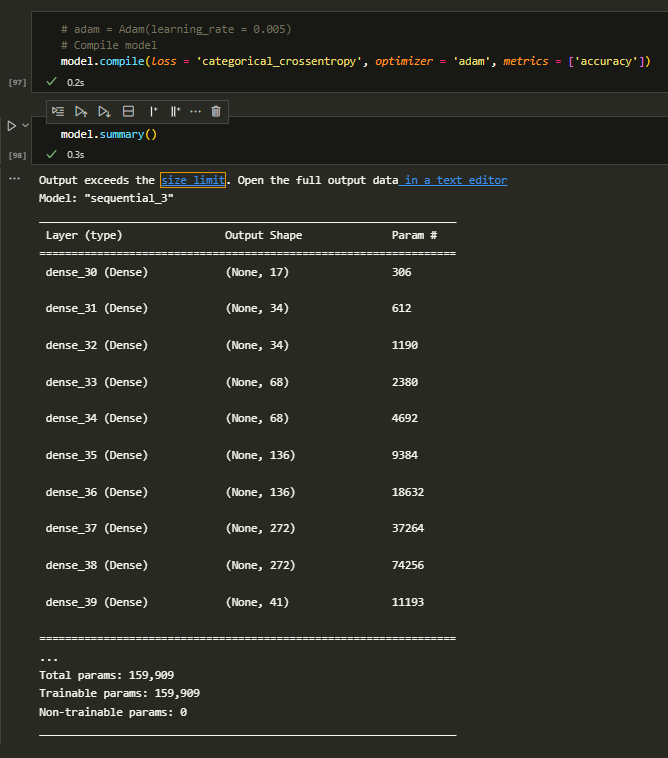 # adam = Adam(learning_rate = 0.005)
# Compile model
model.compile(loss = 'categorical_crossentropy', optimizer = 'adam', metrics = ['accuracy'])
[97]
0.2s
model.summary()
[98]
0.3s
Output exceeds the size limit. Open the full output data in a text editor
Model: "sequential_3"
_________________________________________________________________
Layer (type) Output Shape Param #
=================================================================
dense_30 (Dense) (None, 17) 306
dense_31 (Dense) (None, 34) 612
dense_32 (Dense) (None, 34) 1190
dense_33 (Dense) (None, 68) 2380
dense_34 (Dense) (None, 68) 4692
dense_35 (Dense) (None, 136) 9384
dense_36 (Dense) (None, 136) 18632
dense_37 (Dense) (None, 272) 37264
dense_38 (Dense) (None, 272) 74256
dense_39 (Dense) (None, 41) 11193
=================================================================
...
Total params: 159,909
Trainable params: 159,909
Non-trainable params: 0
_________________________________________________________________